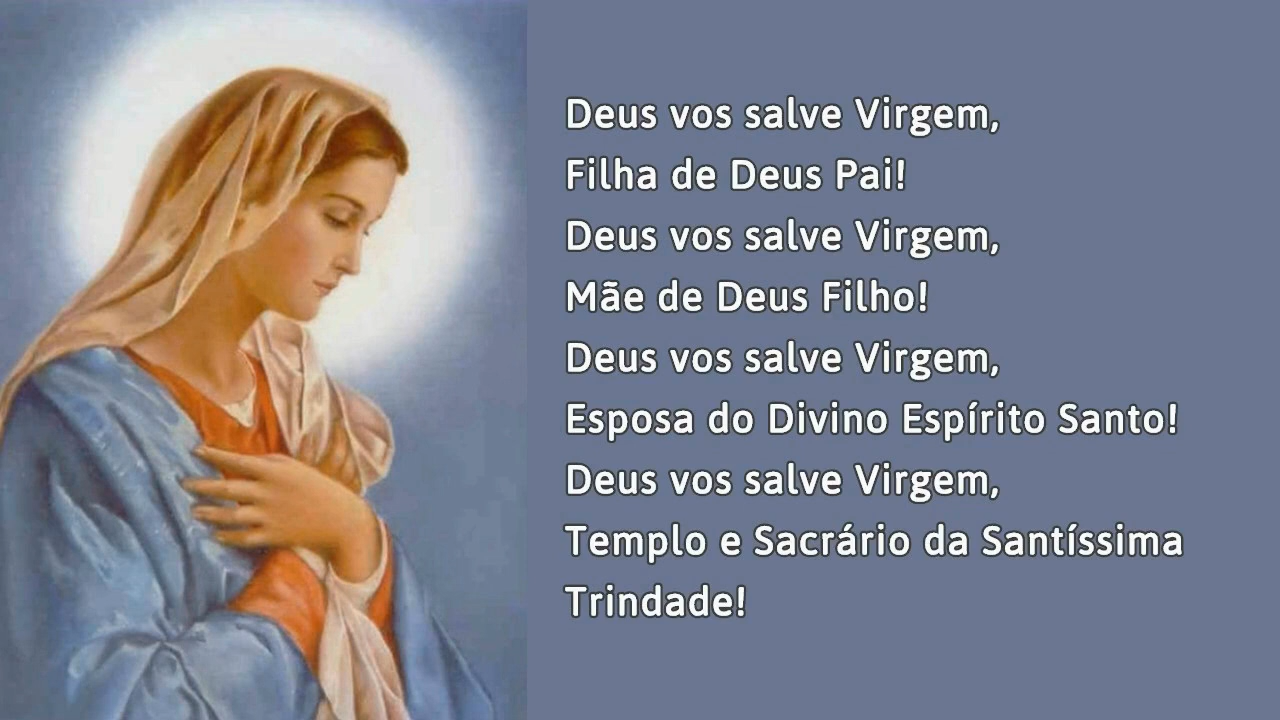 Deus vos salve Virgem,
Filha de Deus Pai!
Deus vos salve Virgem,
Mãe de Deus Filho!
Deus vos salve Virgem,
Esposa do Divino Espírito Santo!
Deus vos salve Virgem,
Templo e Sacrário da Santíssima
Trindade!